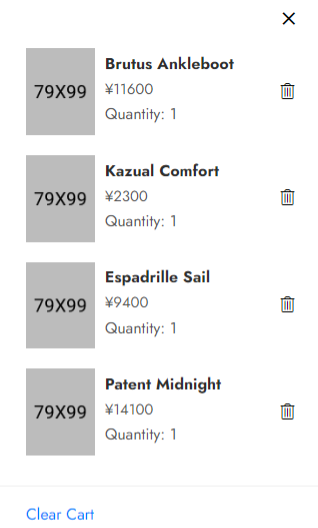 79X99
Brutus Ankleboot
¥11600
Quantity: 1
79X99
Kazual Comfort
¥2300
Quantity: 1
79X99
Espadrille Sail
¥9400
Quantity: 1
79X99
Patent Midnight
¥14100
Quantity: 1
Clear Cart